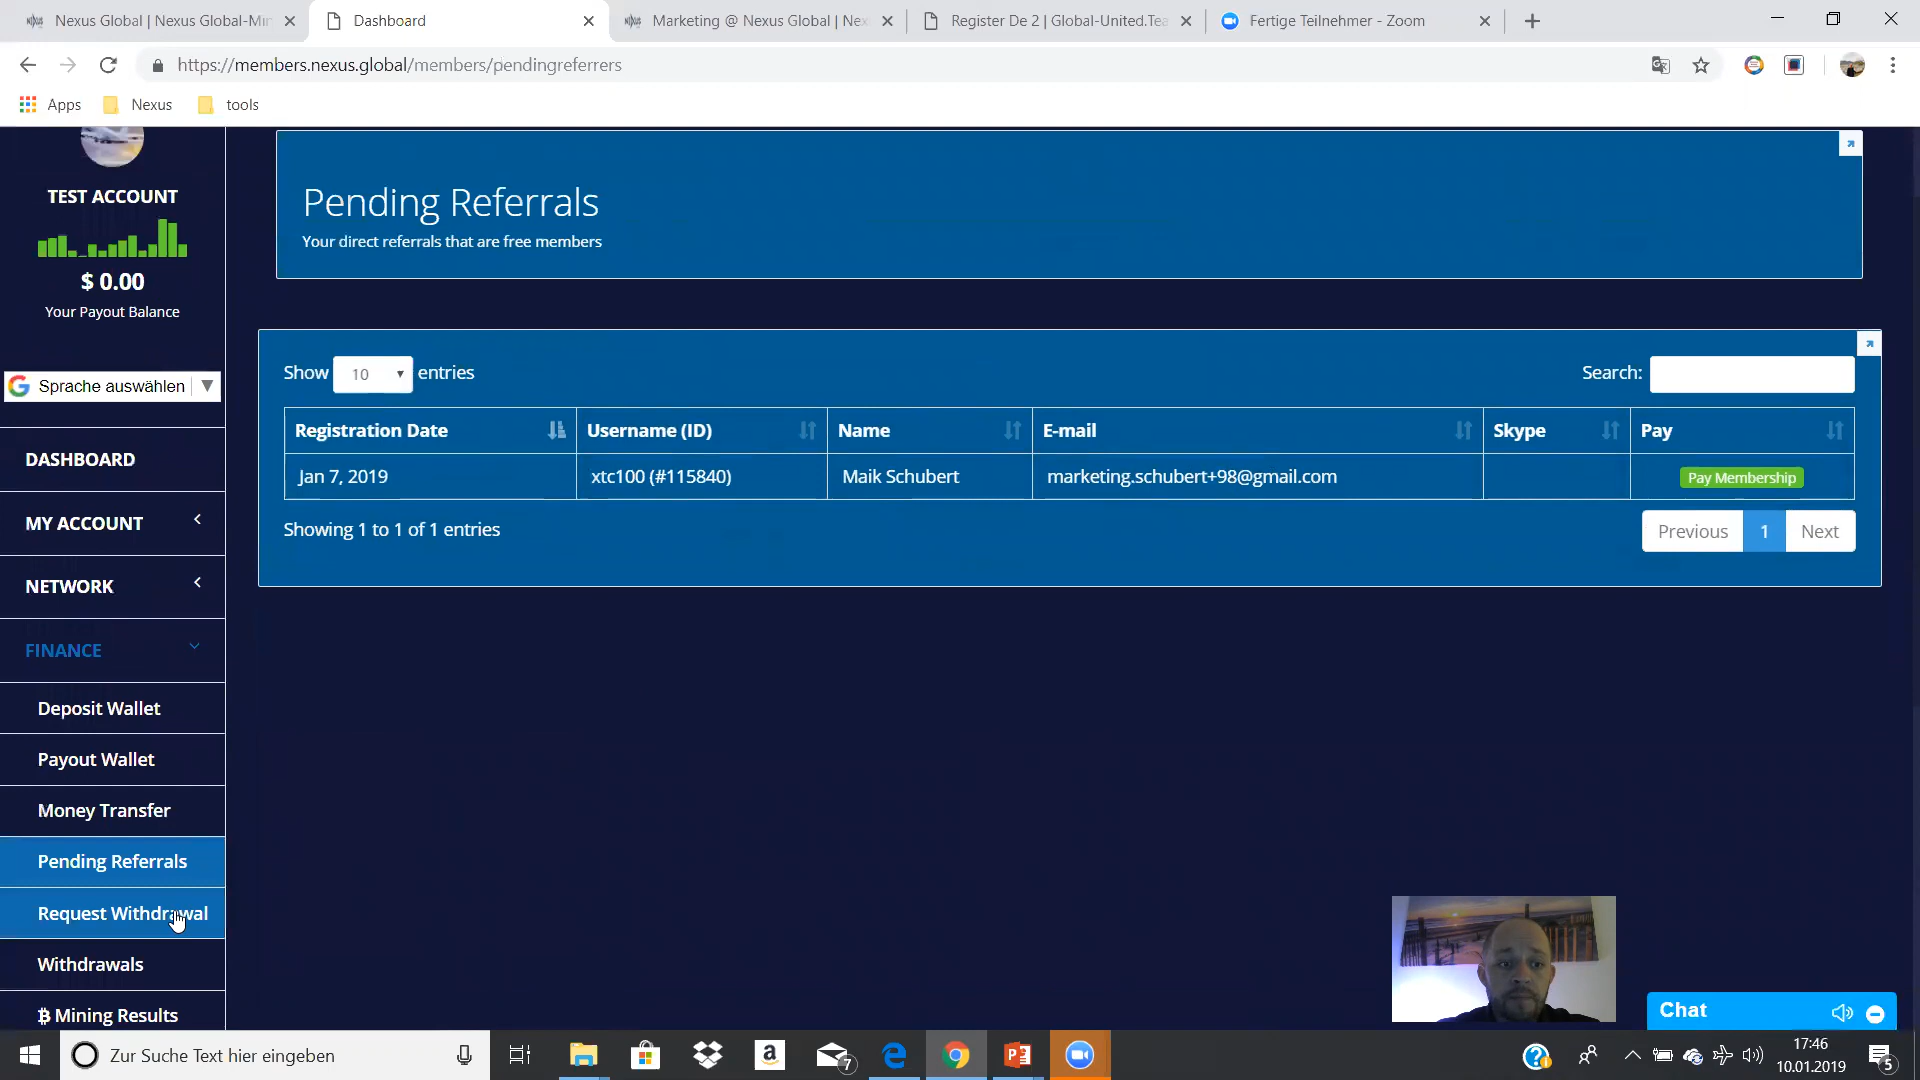 Nexus Global | Nexus Global-Min
Dashboard
Marketing @ Nexus Global | Nex
Register De 2 | Global-United.Tea
Fertige Teilnehmer - Zoom
https://members.nexus.global/members/pendingreferrers
Apps
Nexus
tools
TEST ACCOUNT
$ 0.00
Your Payout Balance
Sprache auswählen ▼
DASHBOARD
MY ACCOUNT
NETWORK
FINANCE
Deposit Wallet
Payout Wallet
Money Transfer
Pending Referrals
Request Withdrawal
Withdrawals
Mining Results
Pending Referrals
Your direct referrals that are free members
Show 10 entries
Search:
Registration Date Username (ID) Name E-mail Skype Pay
Jan 7, 2019 xtc100 (#115840) Maik Schubert marketing.schubert+98@gmail.com Pay Membership
Showing 1 to 1 of 1 entries
Previous 1 Next
Chat
Zur Suche Text hier eingeben
7
17:46
10.01.2019
5